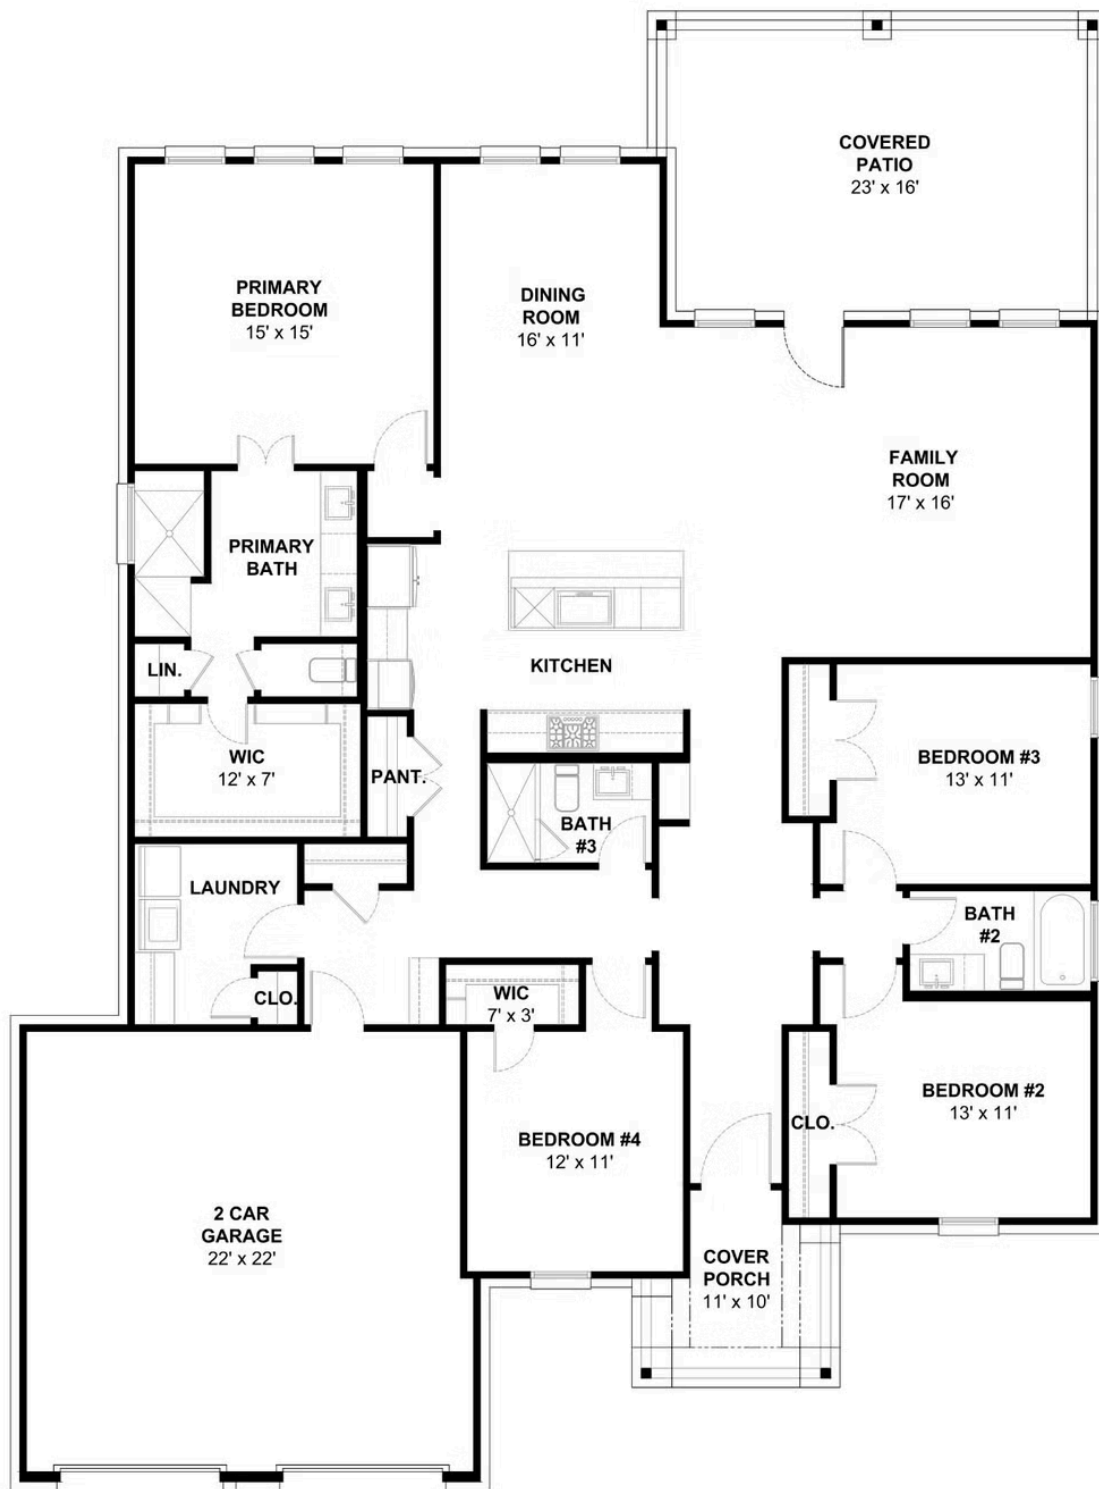 COVERED
PATIO
23' x 16'
PRIMARY
BEDROOM
15' x 15'
DINING
ROOM
16' x 11'
FAMILY
ROOM
17' x 16'
PRIMARY
BATH
LIN.
KITCHEN
WIC
12' x 7'
PANT.
BATH
#3
BEDROOM #3
13' x 11'
LAUNDRY
BATH
#2
CLO.
WIC
7' x 3'
BEDROOM #2
13' x 11'
CLO.
BEDROOM #4
12' x 11'
2 CAR
GARAGE
22' x 22'
COVER
PORCH
11' x 10'